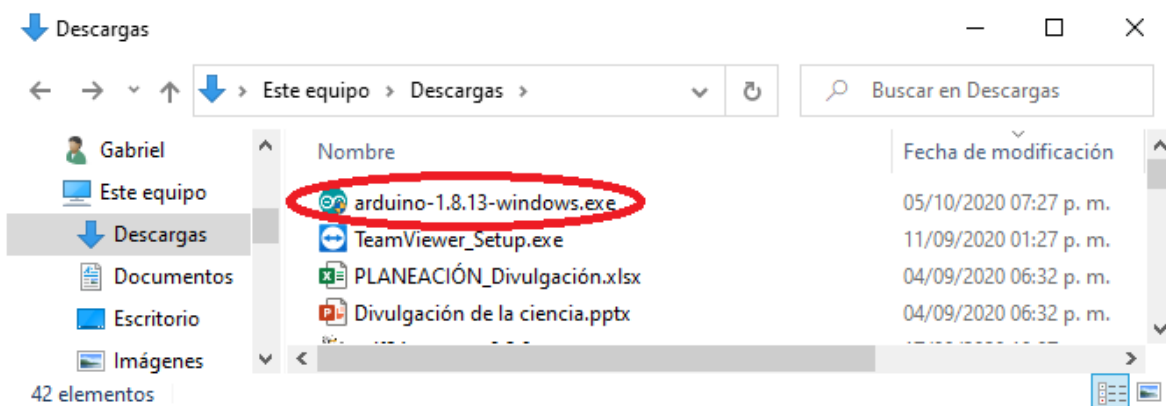 Descargas
Este equipo > Descargas >
Buscar en Descargas
Gabriel
Este equipo
Descargas
Documentos
Escritorio
Imágenes
Nombre
Fecha de modificación
arduino-1.8.13-windows.exe
05/10/2020 07:27 p. m.
TeamViewer_Setup.exe
11/09/2020 01:27 p. m.
PLANEACIÓN_Divulgación.xlsx
04/09/2020 06:32 p. m.
Divulgación de la ciencia.pptx
04/09/2020 06:32 p. m.
42 elementos